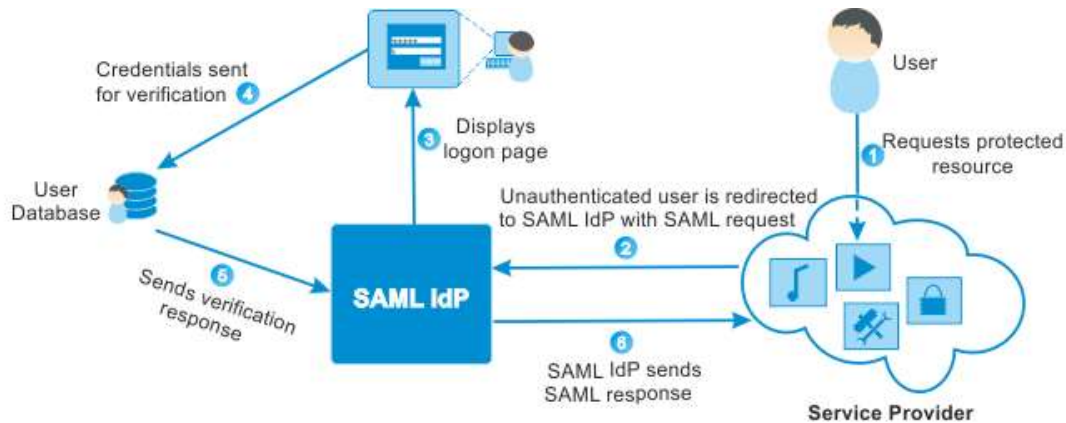 User
1
Requests protected
resource
Unauthenticated user is redirected
to SAML IdP with SAML request
2
3
Displays
logon page
Credentials sent
for verification 4
User
Database
5
Sends verification
response
SAML IdP
6
SAML IdP sends
SAML response
Service Provider